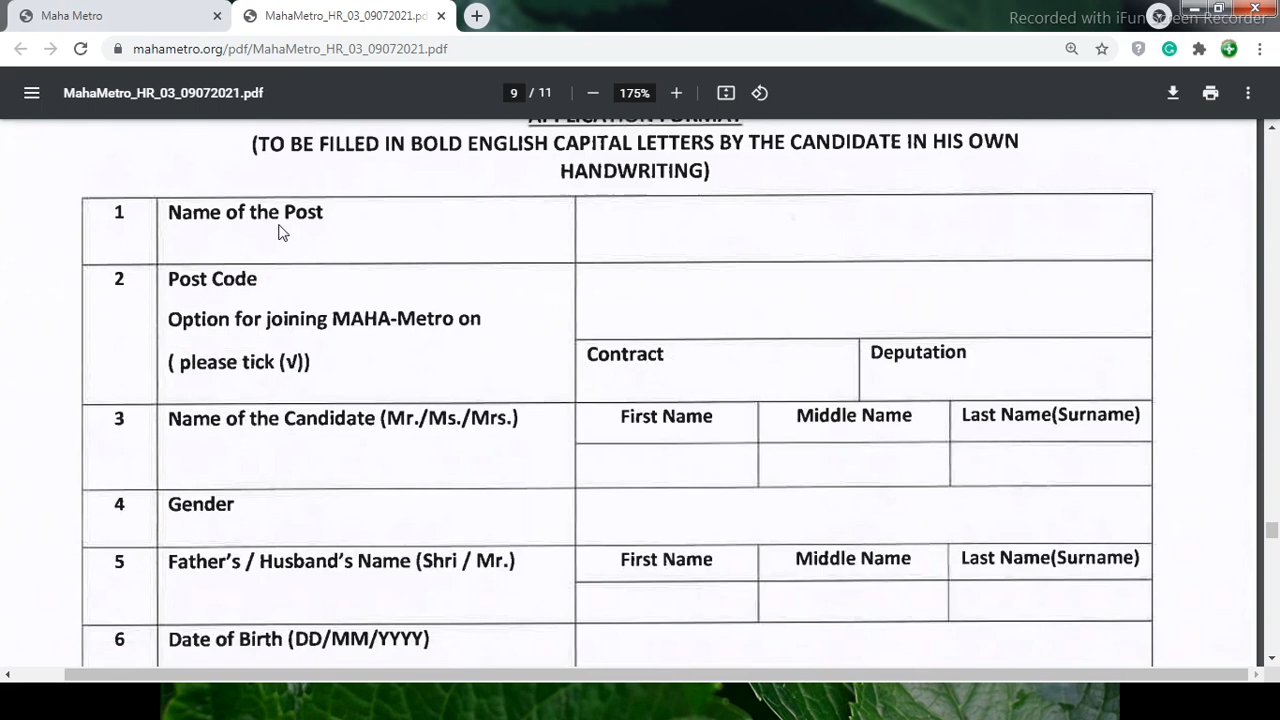 Maha Metro
MahaMetro_HR_03_09072021.pdf
Recorded with iFun Screen Recorder
mahametro.org/pdf/MahaMetro_HR_03_09072021.pdf
MahaMetro_HR_03_09072021.pdf
9 / 11
175%
APPLICATION FORMAT
(TO BE FILLED IN BOLD ENGLISH CAPITAL LETTERS BY THE CANDIDATE IN HIS OWN
HANDWRITING)
1 Name of the Post
2 Post Code
Option for joining MAHA-Metro on
( please tick (√))
Contract Deputation
3 Name of the Candidate (Mr./Ms./Mrs.) First Name Middle Name Last Name(Surname)
4 Gender
5 Father's / Husband's Name (Shri / Mr.) First Name Middle Name Last Name(Surname)
6 Date of Birth (DD/MM/YYYY)